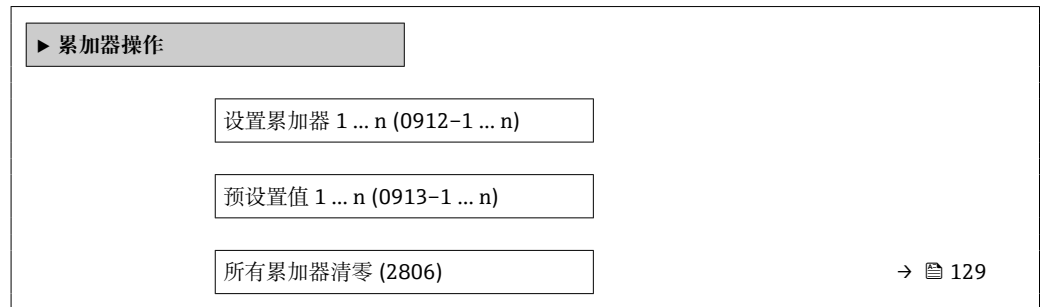 ▶ 累加器操作
设置累加器 1 … n (0912–1 … n)
预设置值 1 … n (0913–1 … n)
所有累加器清零 (2806) → 🗎 129